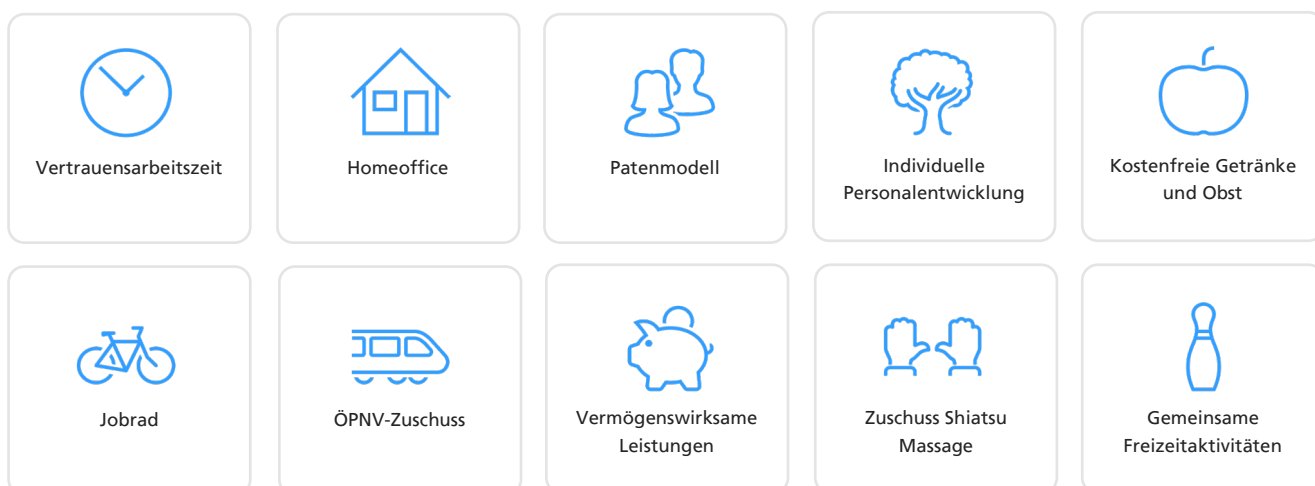 Vertrauensarbeitszeit
Homeoffice
Patenmodell
Individuelle
Personalentwicklung
Kostenfreie Getränke
und Obst
Jobrad
ÖPNV-Zuschuss
Vermögenswirksame
Leistungen
Zuschuss Shiatsu
Massage
Gemeinsame
Freizeitaktivitäten